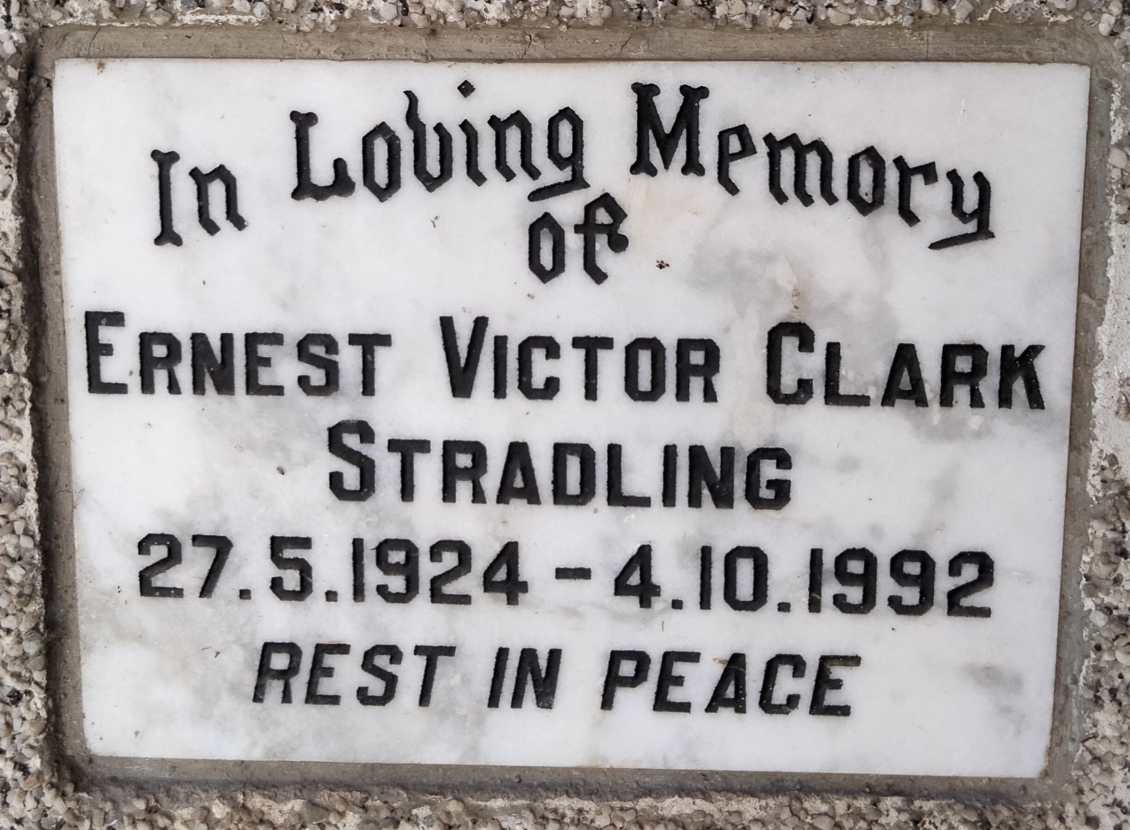 In Loving Memory
of
ERNEST VICTOR CLARK
STRADLING
27.5.1924 - 4.10.1992
REST IN PEACE